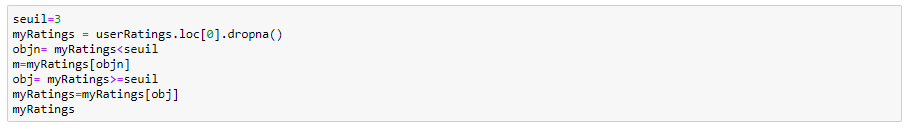 seuil=3
myRatings = userRatings.loc[0].dropna()
objn= myRatings<seuil
m=myRatings[objn]
obj= myRatings>=seuil
myRatings=myRatings[obj]
myRatings